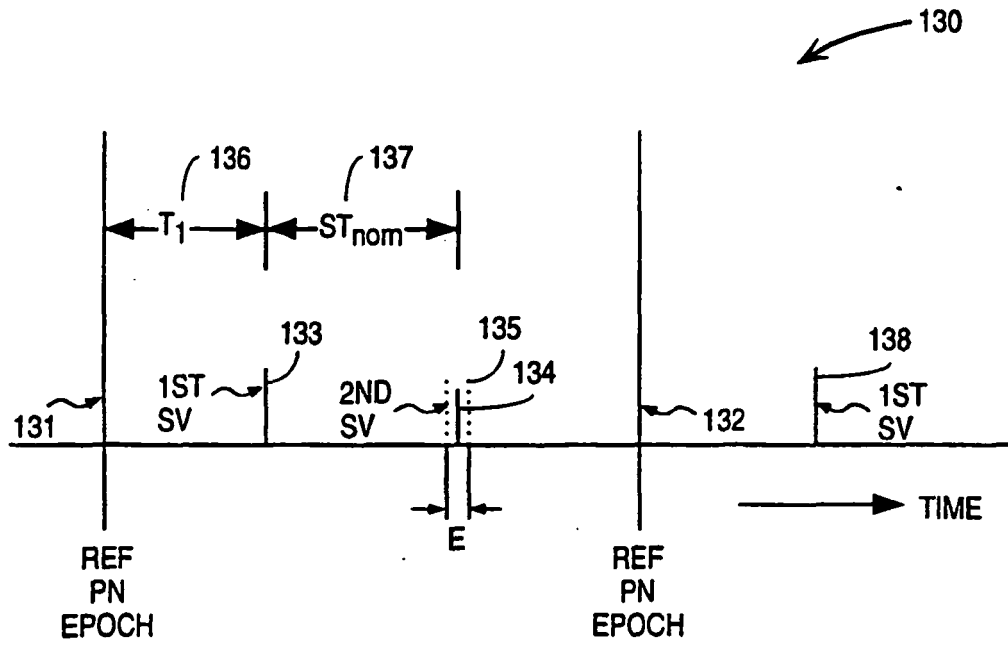 130
136
137
T1
STnom
133
135
134
138
1ST
SV
2ND
SV
1ST
SV
131
132
TIME
E
REF
PN
EPOCH
REF
PN
EPOCH